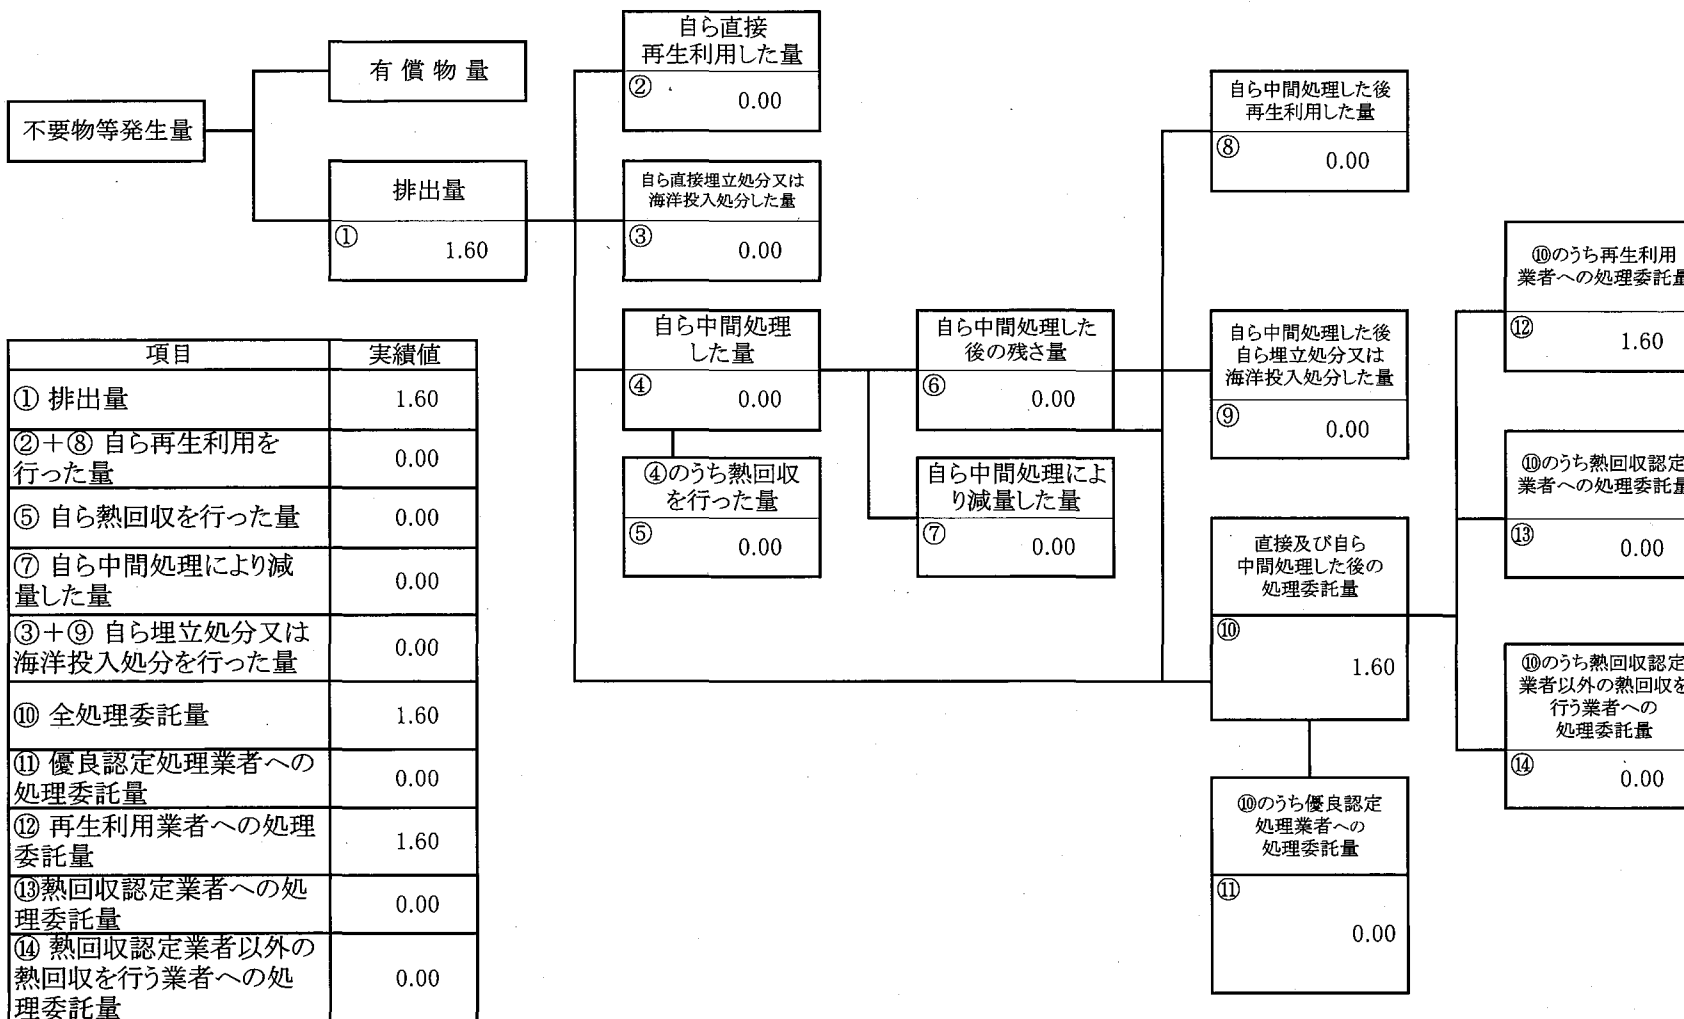 不要物等発生量
有償物量
排出量
①
1.60
自ら直接
再生利用した量
②
0.00
自ら直接埋立処分又は
海洋投入処分した量
③
0.00
自ら中間処理
した量
④
0.00
④のうち熱回収
を行った量
⑤
0.00
自ら中間処理した
後の残さ量
⑥
0.00
自ら中間処理によ
り減量した量
⑦
0.00
自ら中間処理した後
再生利用した量
⑧
0.00
自ら中間処理した後
自ら埋立処分又は
海洋投入処分した量
⑨
0.00
直接及び自ら
中間処理した後の
処理委託量
⑩
1.60
⑩のうち優良認定
処理業者への
処理委託量
⑪
0.00
⑩のうち再生利用
業者への処理委託量
⑫
1.60
⑩のうち熱回収認定
業者への処理委託量
⑬
0.00
⑩のうち熱回収認定
業者以外の熱回収を
行う業者への
処理委託量
⑭
0.00
項目 実績値
① 排出量 1.60
②+⑧ 自ら再生利用を
行った量 0.00
⑤ 自ら熱回収を行った量 0.00
⑦ 自ら中間処理により減
量した量 0.00
③+⑨ 自ら埋立処分又は
海洋投入処分を行った量 0.00
⑩ 全処理委託量 1.60
⑪ 優良認定処理業者への
処理委託量 0.00
⑫ 再生利用業者への処理
委託量 1.60
⑬熱回収認定業者への処
理委託量 0.00
⑭ 熱回収認定業者以外の
熱回収を行う業者への処
理委託量 0.00